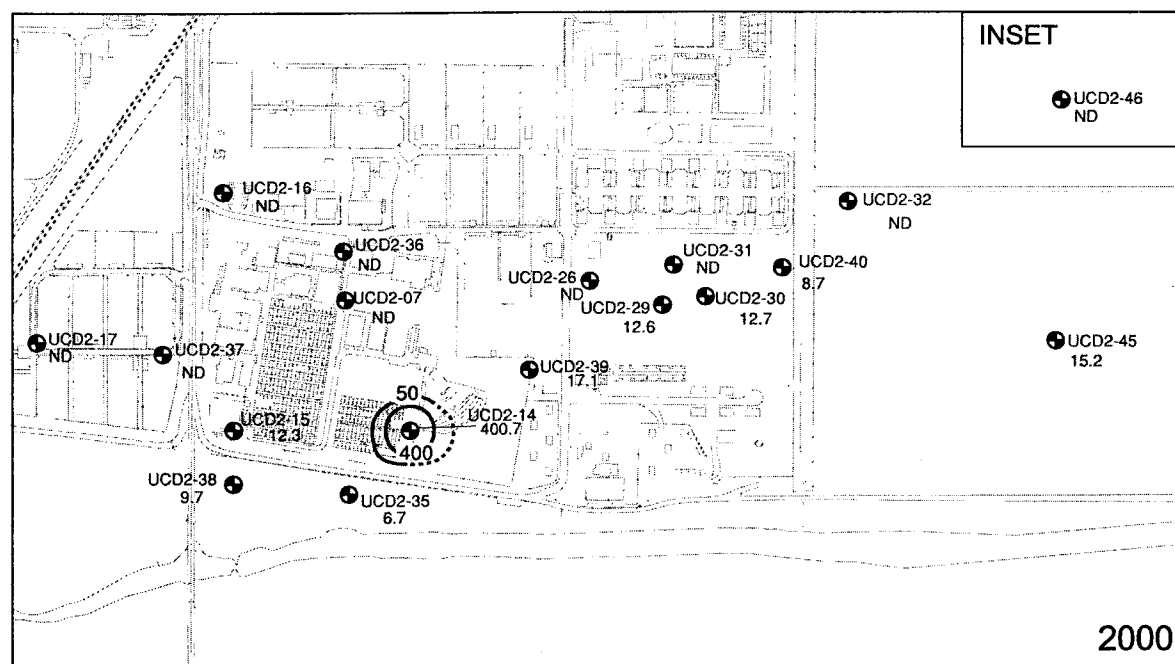 INSET
UCD2-46
ND
UCD2-16
ND
UCD2-32
ND
UCD2-36
ND
UCD2-31
ND
UCD2-40
8.7
UCD2-26
ND
UCD2-07
ND
UCD2-29
12.6
UCD2-30
12.7
UCD2-17
ND
UCD2-37
ND
UCD2-45
15.2
UCD2-39
17.1
50
UCD2-14
400.7
400
UCD2-15
12.3
UCD2-38
9.7
UCD2-35
6.7
2000